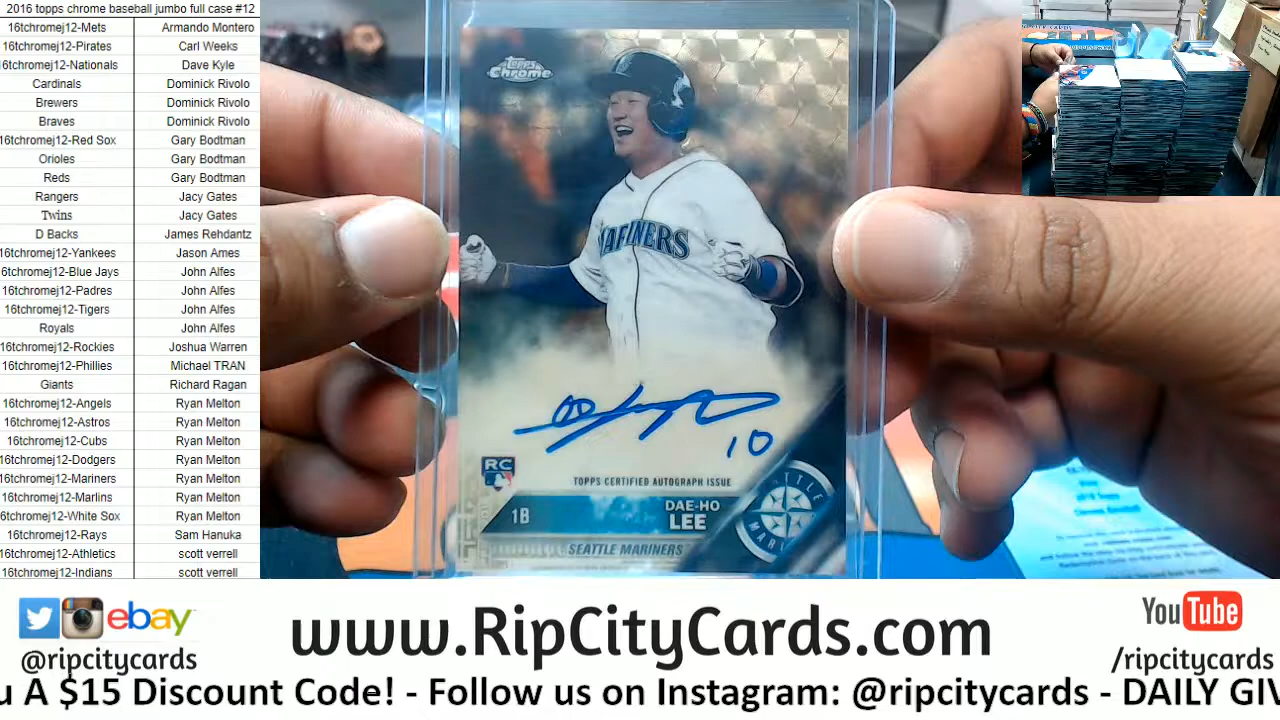 2016 topps chrome baseball jumbo full case #12
16tchromej12-Mets Armando Montero
16tchromej12-Pirates Carl Weeks
16tchromej12-Nationals Dave Kyle
Cardinals Dominick Rivolo
Brewers Dominick Rivolo
Braves Dominick Rivolo
16tchromej12-Red Sox Gary Bodtman
Orioles Gary Bodtman
Reds Gary Bodtman
Rangers Jacy Gates
Twins Jacy Gates
D Backs James Rehdantz
16tchromej12-Yankees Jason Ames
16tchromej12-Blue Jays John Alfes
16tchromej12-Padres John Alfes
16tchromej12-Tigers John Alfes
Royals John Alfes
16tchromej12-Rockies Joshua Warren
16tchromej12-Phillies Michael TRAN
Giants Richard Ragan
16tchromej12-Angels Ryan Melton
16tchromej12-Astros Ryan Melton
16tchromej12-Cubs Ryan Melton
16tchromej12-Dodgers Ryan Melton
16tchromej12-Mariners Ryan Melton
16tchromej12-Marlins Ryan Melton
16tchromej12-White Sox Ryan Melton
16tchromej12-Rays Sam Hanuka
16tchromej12-Athletics scott verrell
16tchromej12-Indians scott verrell
Topps
Chrome
MARINERS
10
RC
TOPPS CERTIFIED AUTOGRAPH ISSUE
1B
DAE-HO
LEE
SEATTLE MARINERS
SEATTLE
ebay
@ripcitycards
www.RipCityCards.com
YouTube
/ripcitycards
u A $15 Discount Code! - Follow us on Instagram: @ripcitycards - DAILY GIV